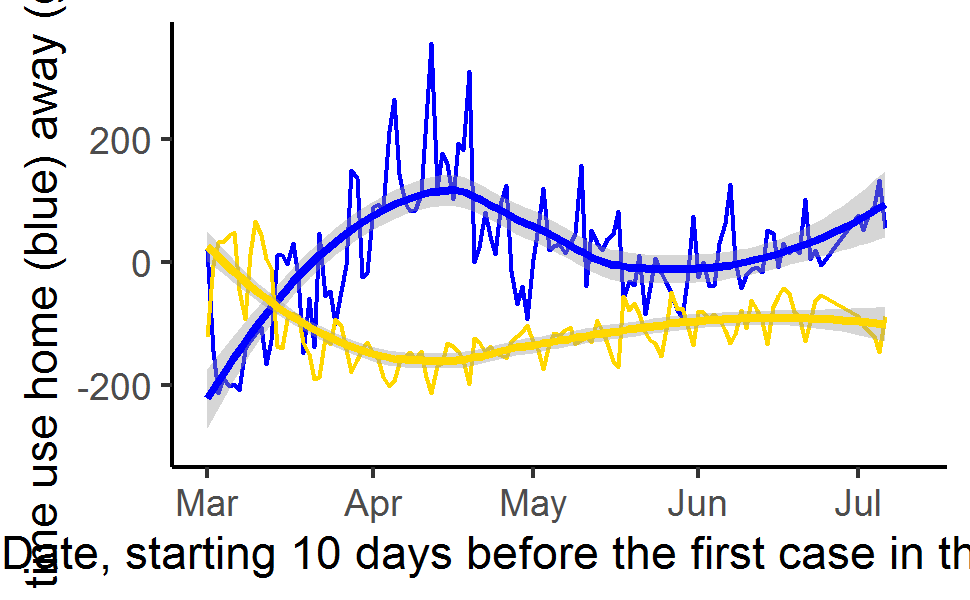 time use home (blue) away (
200
0
-200
Mar Apr May Jun Jul
Date, starting 10 days before the first case in th